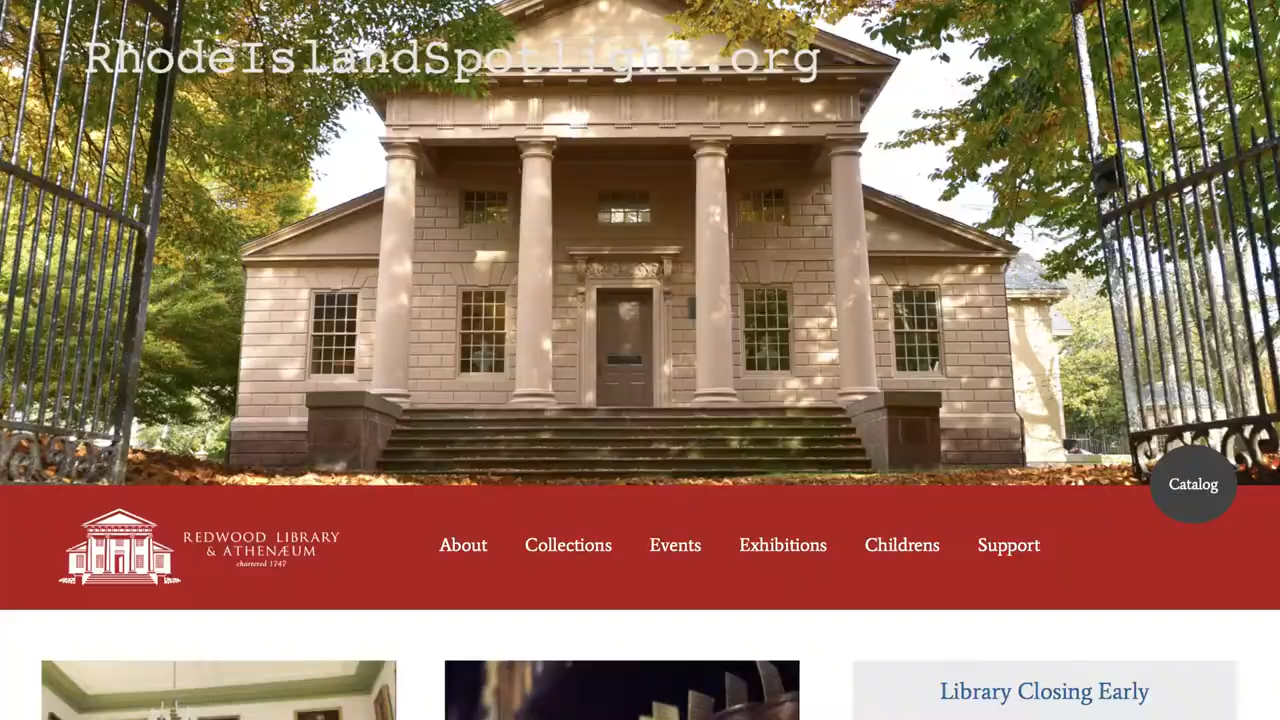 RhodeIslandSpotlight.org
Catalog
REDWOOD LIBRARY
& ATHENÆUM
chartered 1747
About Collections Events Exhibitions Childrens Support
Library Closing Early